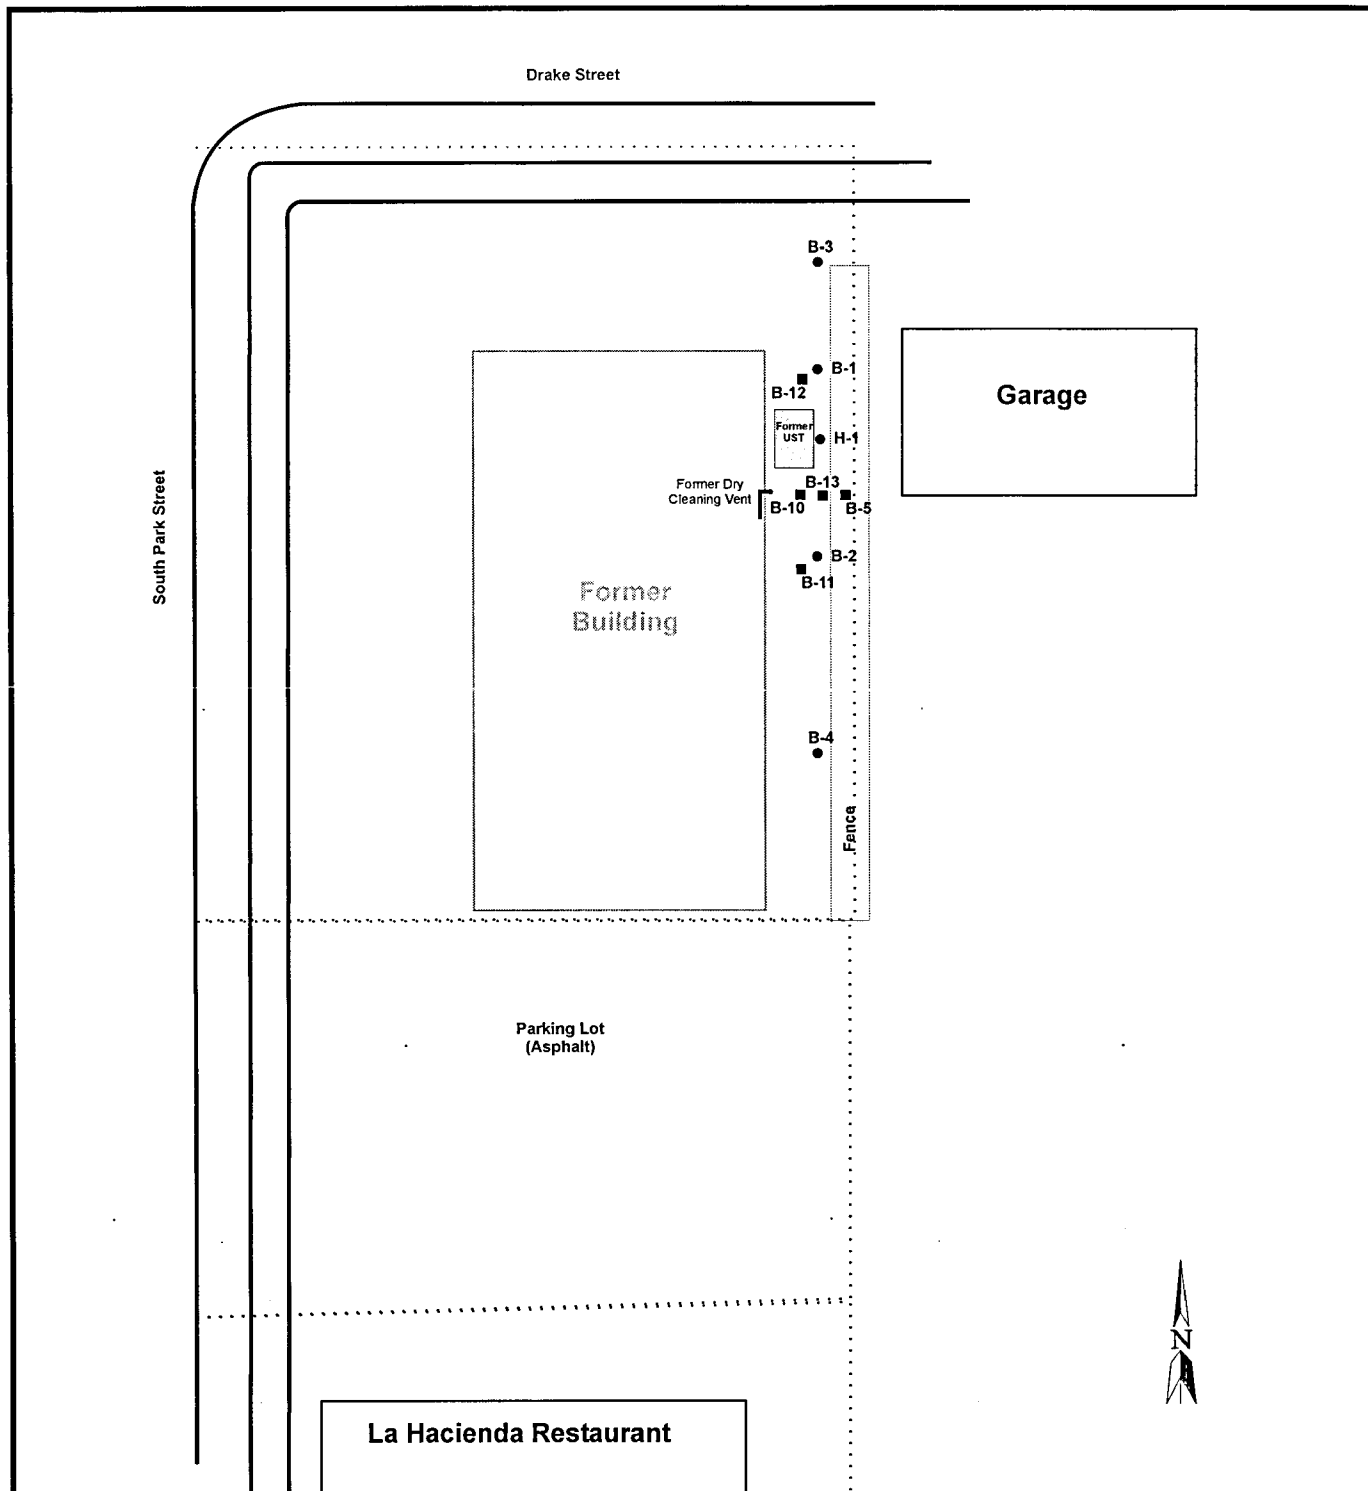 Drake Street
B-3
B-1
B-12
Garage
Former
UST
H-1
Former Dry
Cleaning Vent
B-13
B-10
B-5
South Park Street
B-2
B-11
Former
Building
B-4
Fence
Parking Lot
(Asphalt)
N
La Hacienda Restaurant